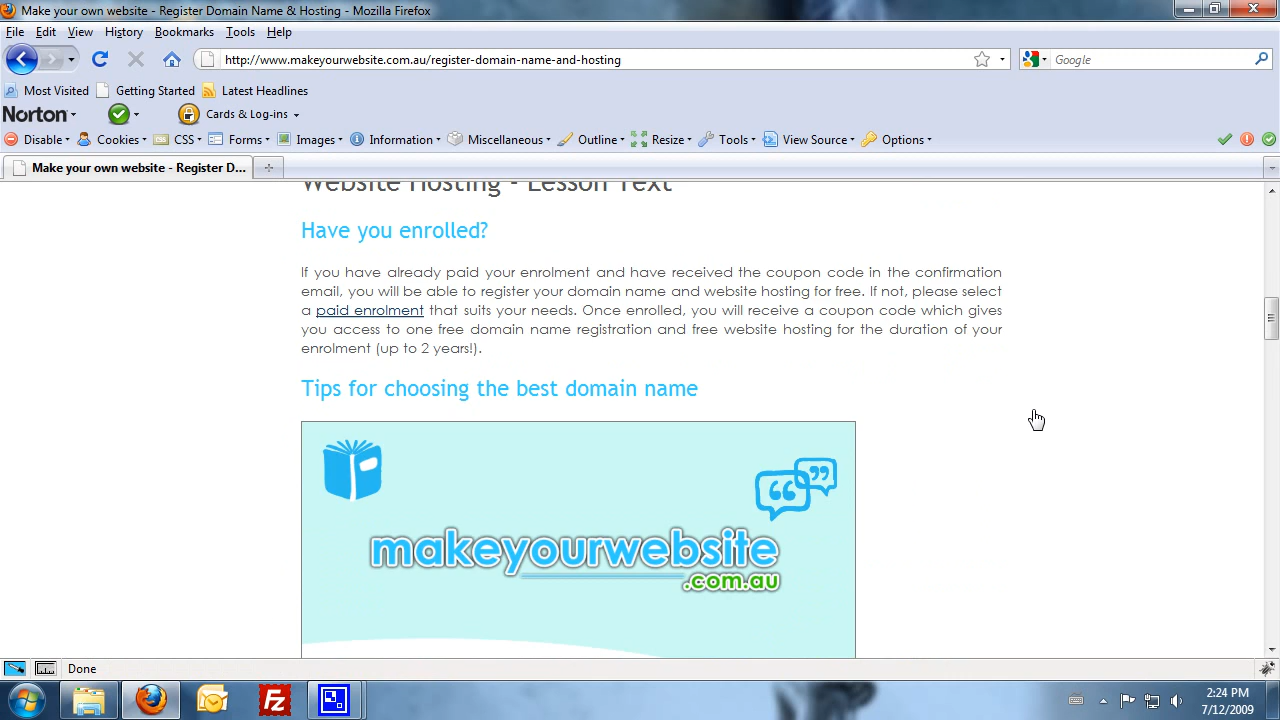 Make your own website - Register Domain Name & Hosting - Mozilla Firefox
File Edit View History Bookmarks Tools Help
http://www.makeyourwebsite.com.au/register-domain-name-and-hosting
Google
Most Visited Getting Started Latest Headlines
Norton Cards & Log-ins
Disable Cookies CSS Forms Images Information Miscellaneous Outline Resize Tools View Source Options
Make your own website - Register D...
Website Hosting - Lesson Text
Have you enrolled?
If you have already paid your enrolment and have received the coupon code in the confirmation
email, you will be able to register your domain name and website hosting for free. If not, please select
a paid enrolment that suits your needs. Once enrolled, you will receive a coupon code which gives
you access to one free domain name registration and free website hosting for the duration of your
enrolment (up to 2 years!).
Tips for choosing the best domain name
makeyourwebsite
.com.au
Done
2:24 PM
7/12/2009